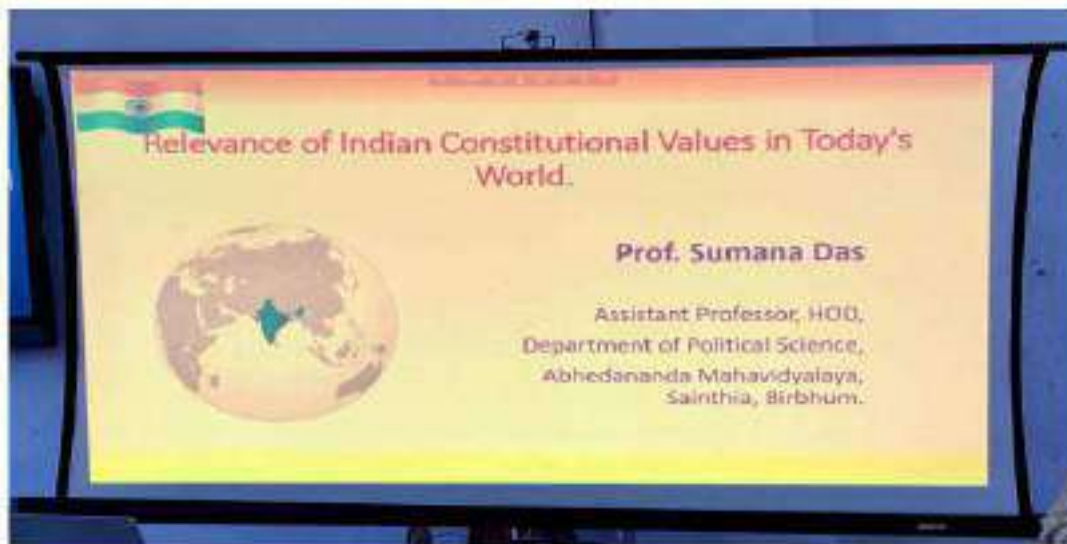 Relevance of Indian Constitutional Values in Today's
World.
Prof. Sumana Das
Assistant Professor, HOD,
Department of Political Science,
Abhedananda Mahavidyalaya,
Sainthia, Birbhum.